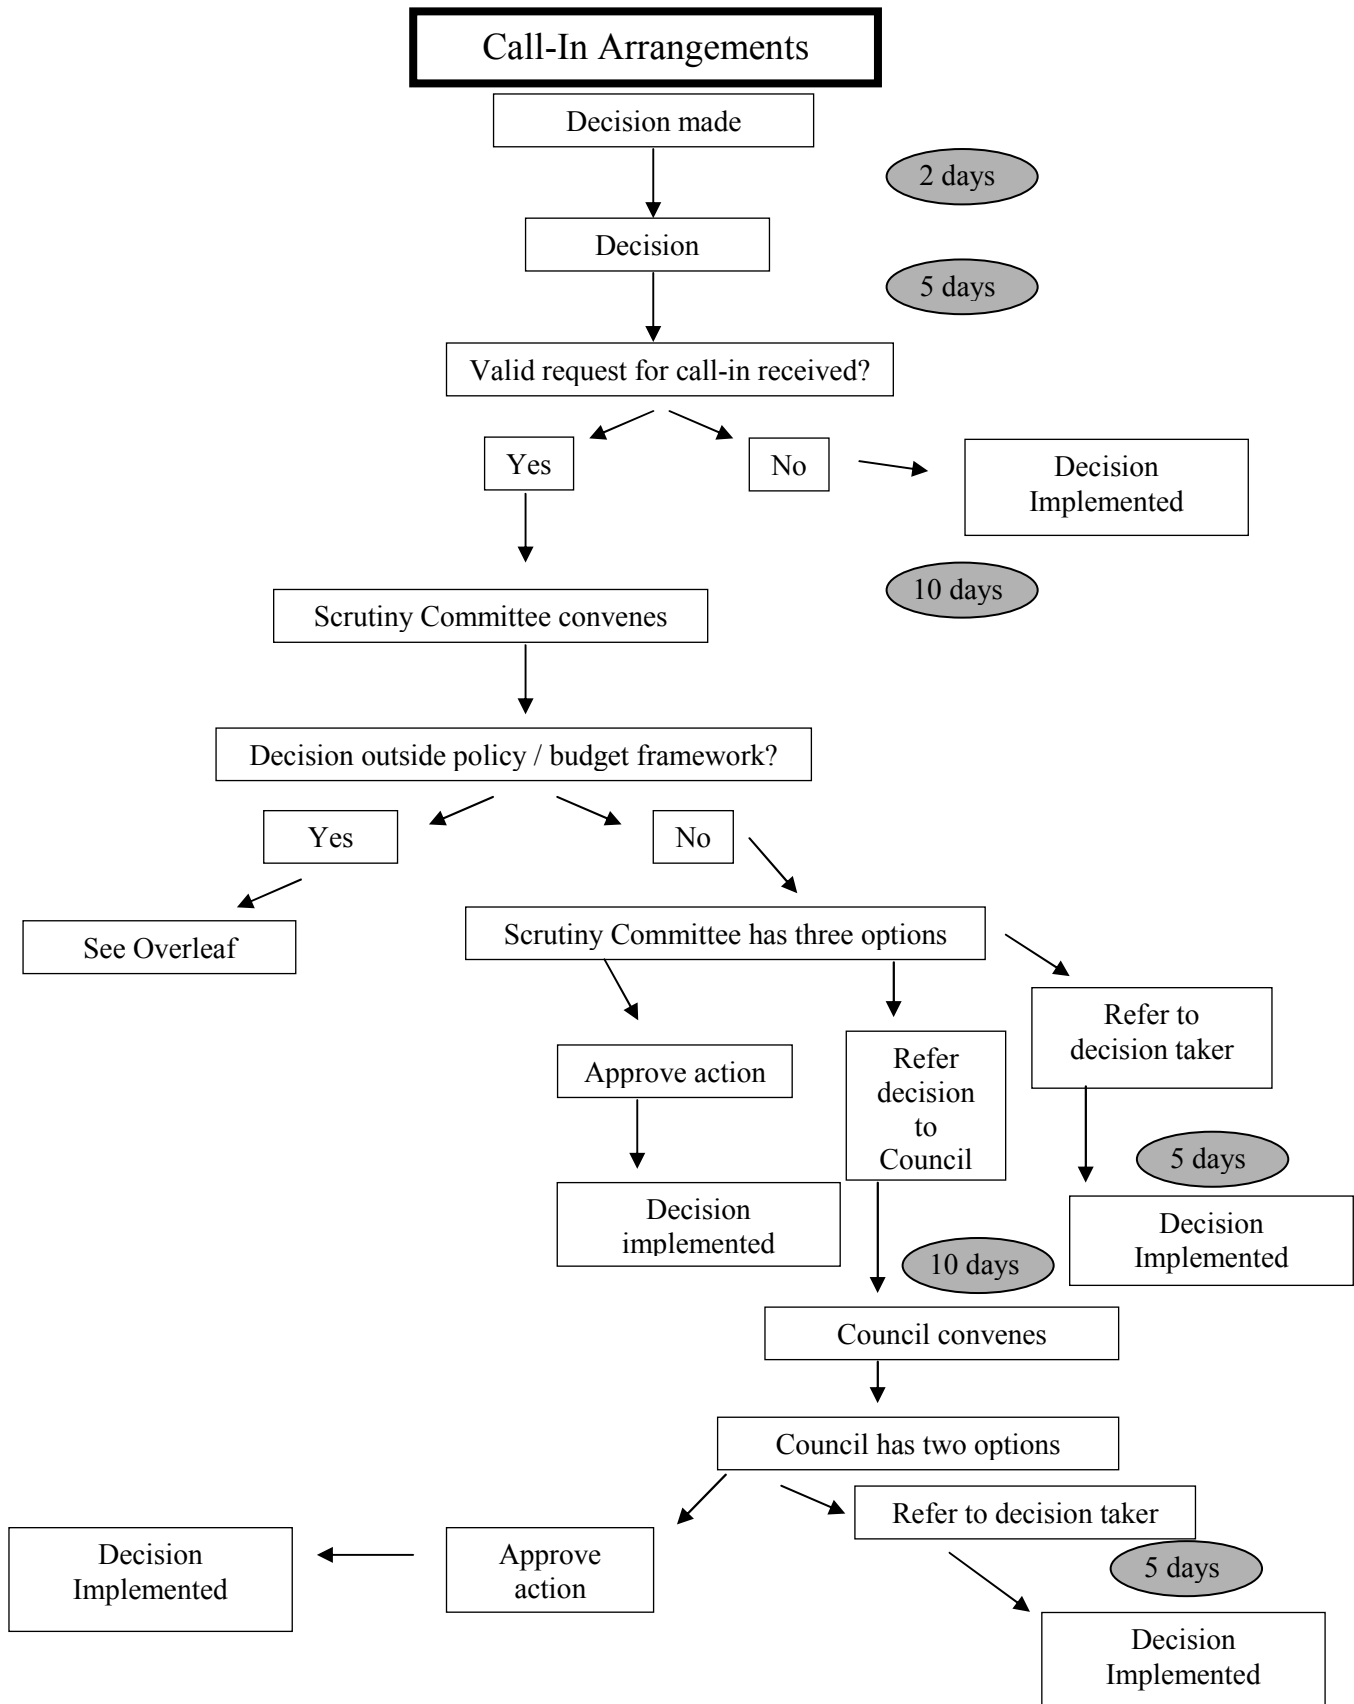 Call-In Arrangements
Decision made
2 days
Decision
5 days
Valid request for call-in received?
Yes
No
Decision
Implemented
10 days
Scrutiny Committee convenes
Decision outside policy / budget framework?
Yes
No
See Overleaf
Scrutiny Committee has three options
Approve action
Decision
implemented
Refer
decision
to
Council
Refer to
decision taker
5 days
Decision
Implemented
10 days
Council convenes
Council has two options
Refer to decision taker
5 days
Approve
action
Decision
Implemented
Decision
Implemented